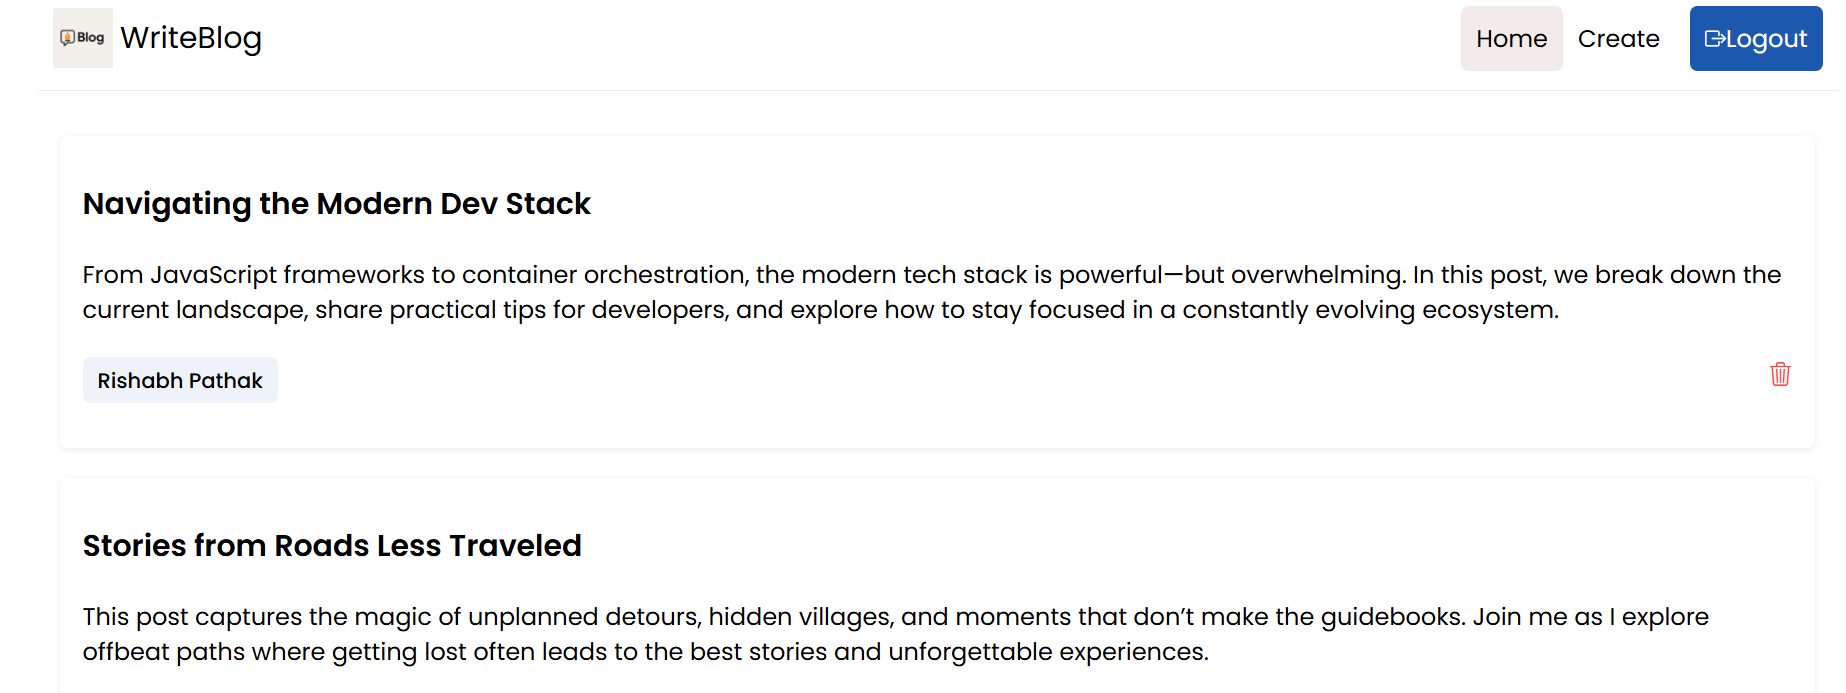 Blog WriteBlog Home Create Logout
Navigating the Modern Dev Stack
From JavaScript frameworks to container orchestration, the modern tech stack is powerful—but overwhelming. In this post, we break down the
current landscape, share practical tips for developers, and explore how to stay focused in a constantly evolving ecosystem.
Rishabh Pathak
Stories from Roads Less Traveled
This post captures the magic of unplanned detours, hidden villages, and moments that don’t make the guidebooks. Join me as I explore
offbeat paths where getting lost often leads to the best stories and unforgettable experiences.